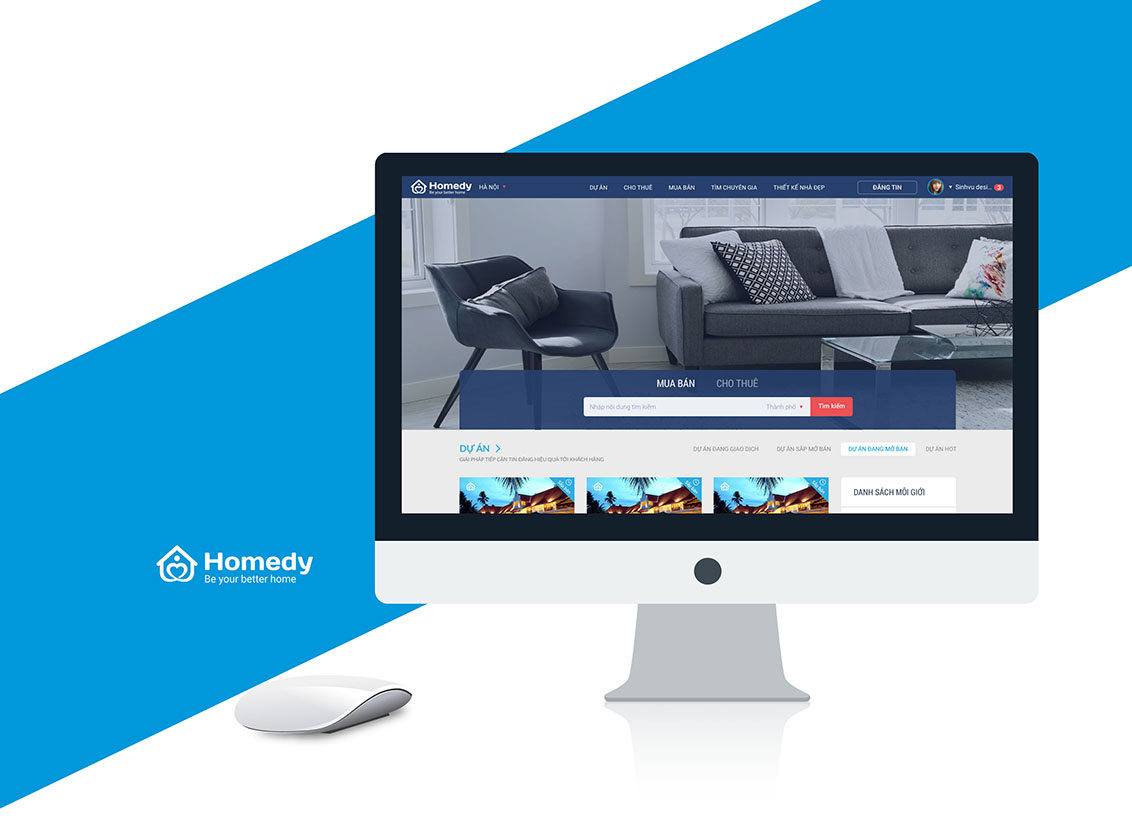 Homedy
Be your better home
HÀ NỘI
DỰ ÁN
CHO THUÊ
MUA BÁN
TÌM CHUYÊN GIA
THIẾT KẾ NHÀ ĐẸP
ĐĂNG TIN
Sinhvu desi...
3
MUA BÁN
CHO THUÊ
Nhập nội dung tìm kiếm
Thành phố
Tìm kiếm
DỰ ÁN
GIẢI PHÁP TIẾP CẬN TIN ĐĂNG HIỆU QUẢ TỚI KHÁCH HÀNG
DỰ ÁN ĐANG GIAO DỊCH
DỰ ÁN SẮP MỞ BÁN
DỰ ÁN ĐANG MỞ BÁN
DỰ ÁN HOT
DANH SÁCH MÔI GIỚI
Homedy
Be your better home